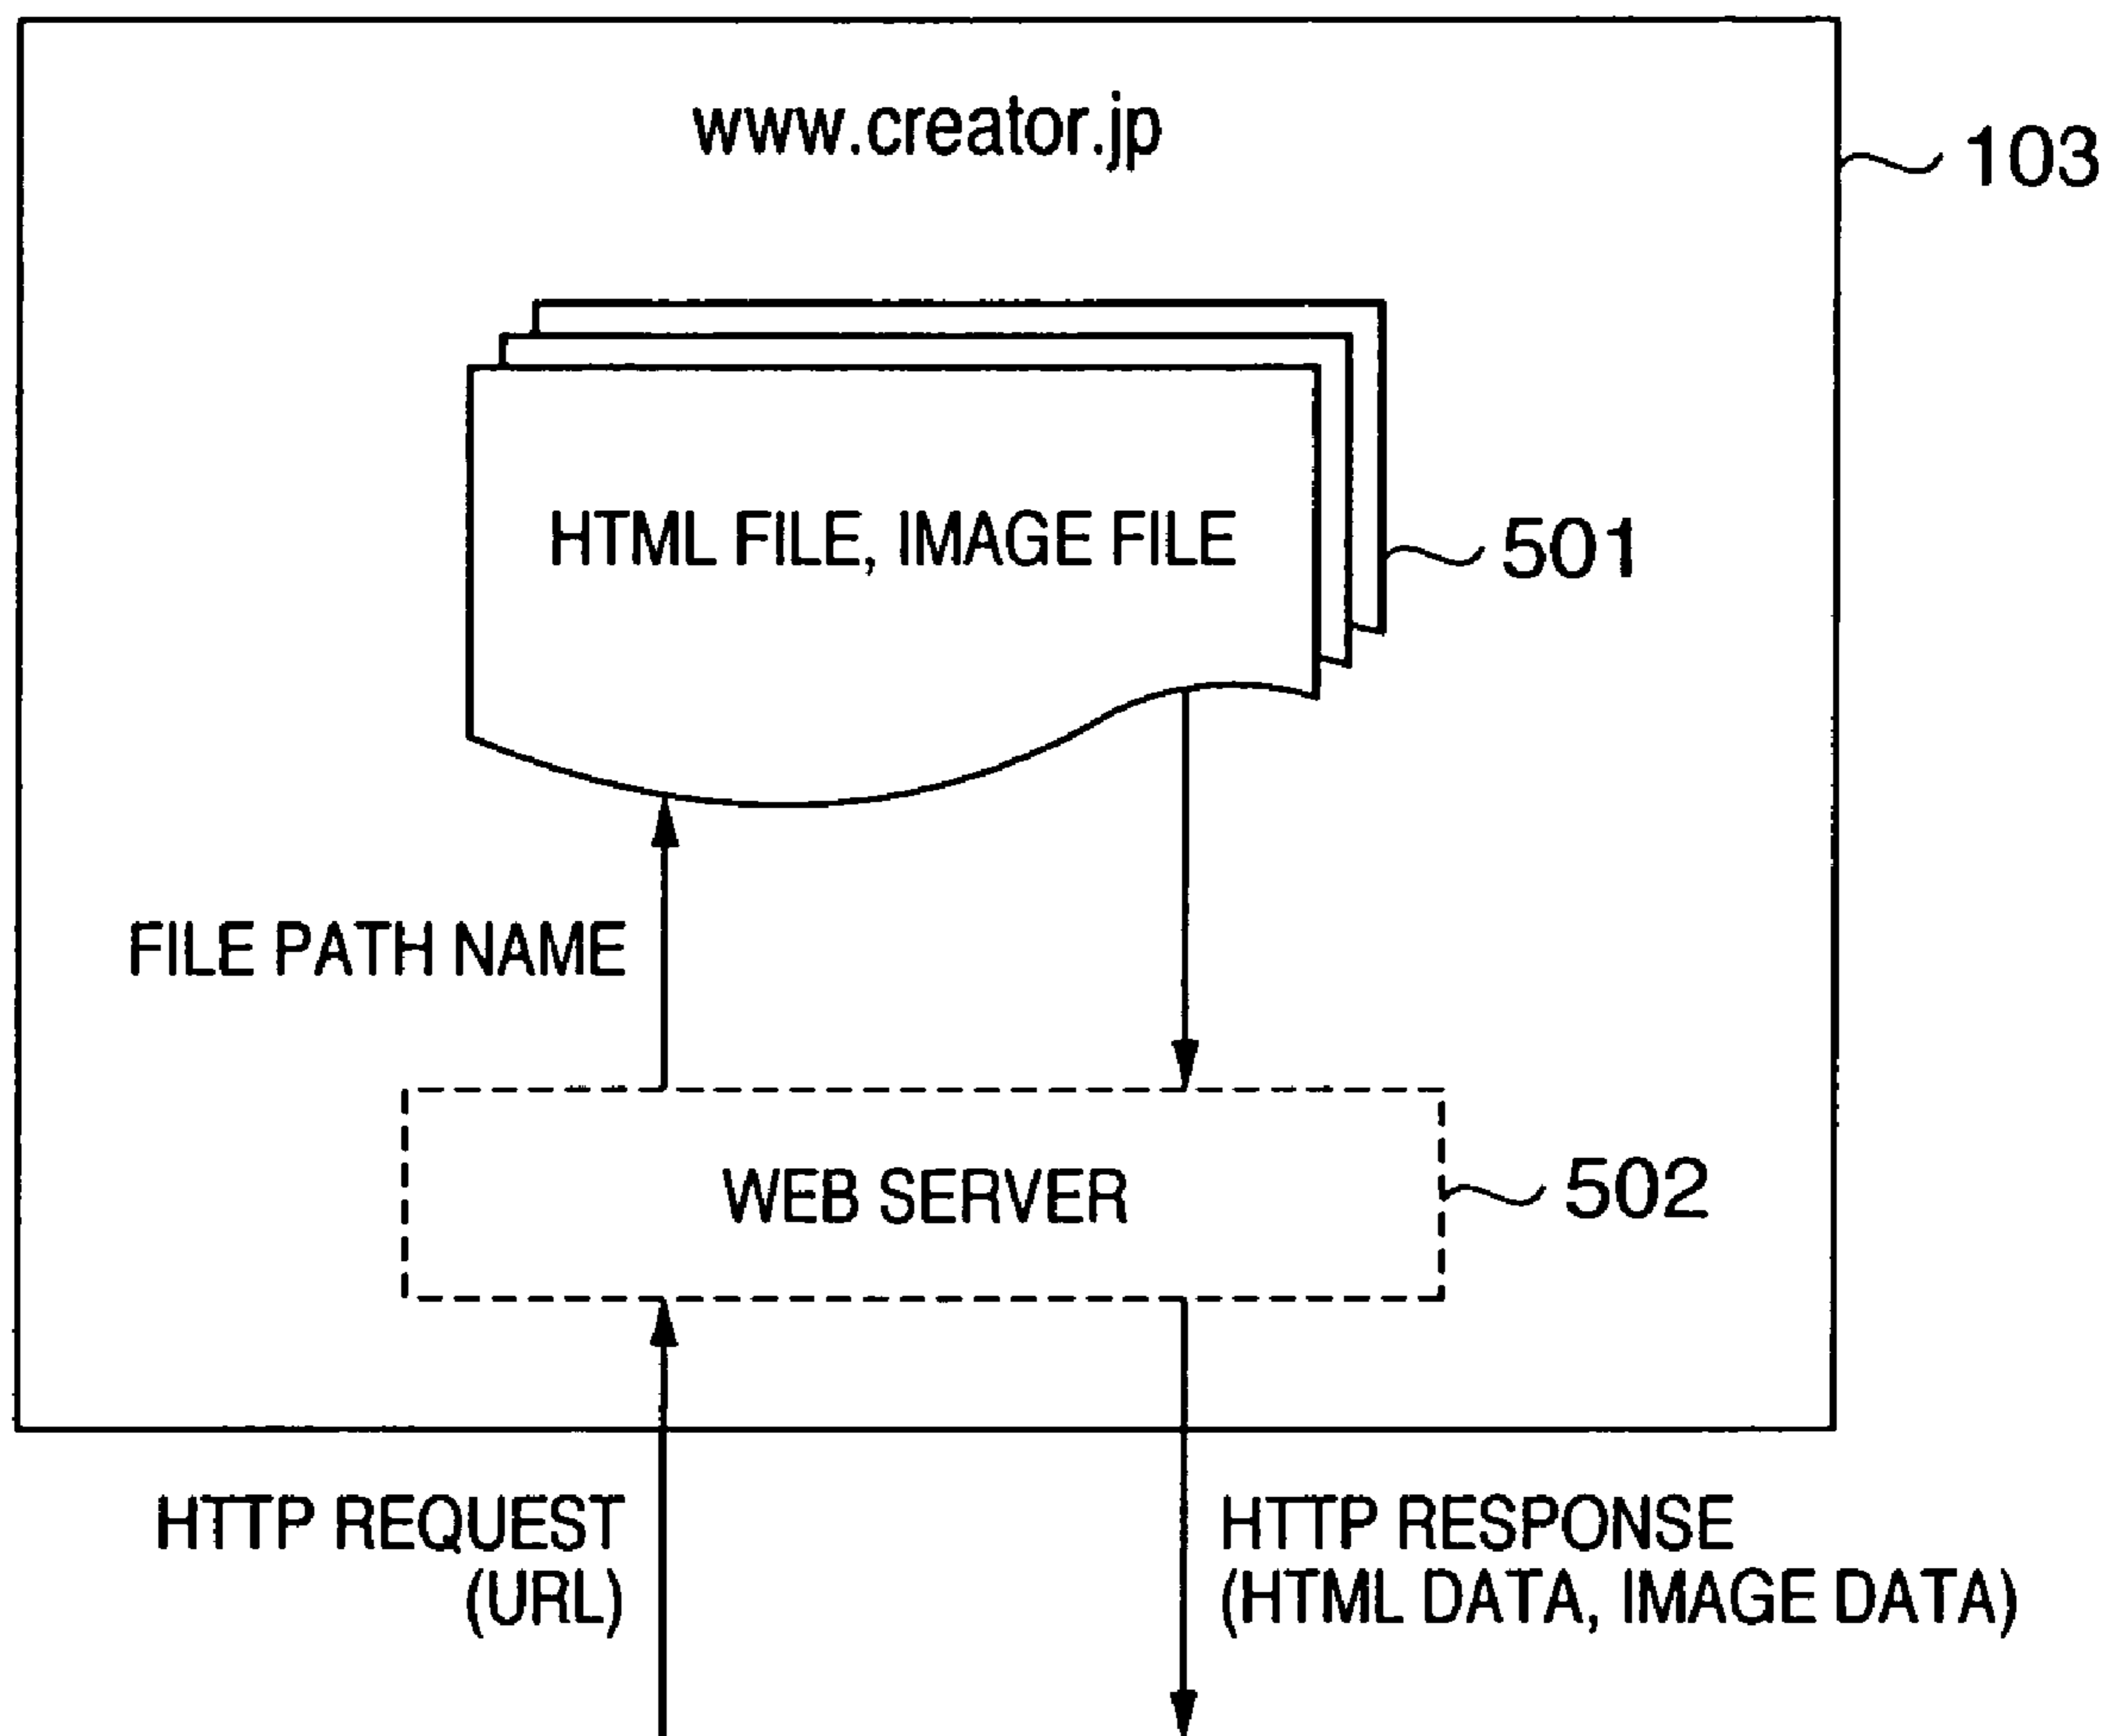 www.creator.jp
103
HTML FILE, IMAGE FILE
501
FILE PATH NAME
WEB SERVER
502
HTTP REQUEST
(URL)
HTTP RESPONSE
(HTML DATA, IMAGE DATA)